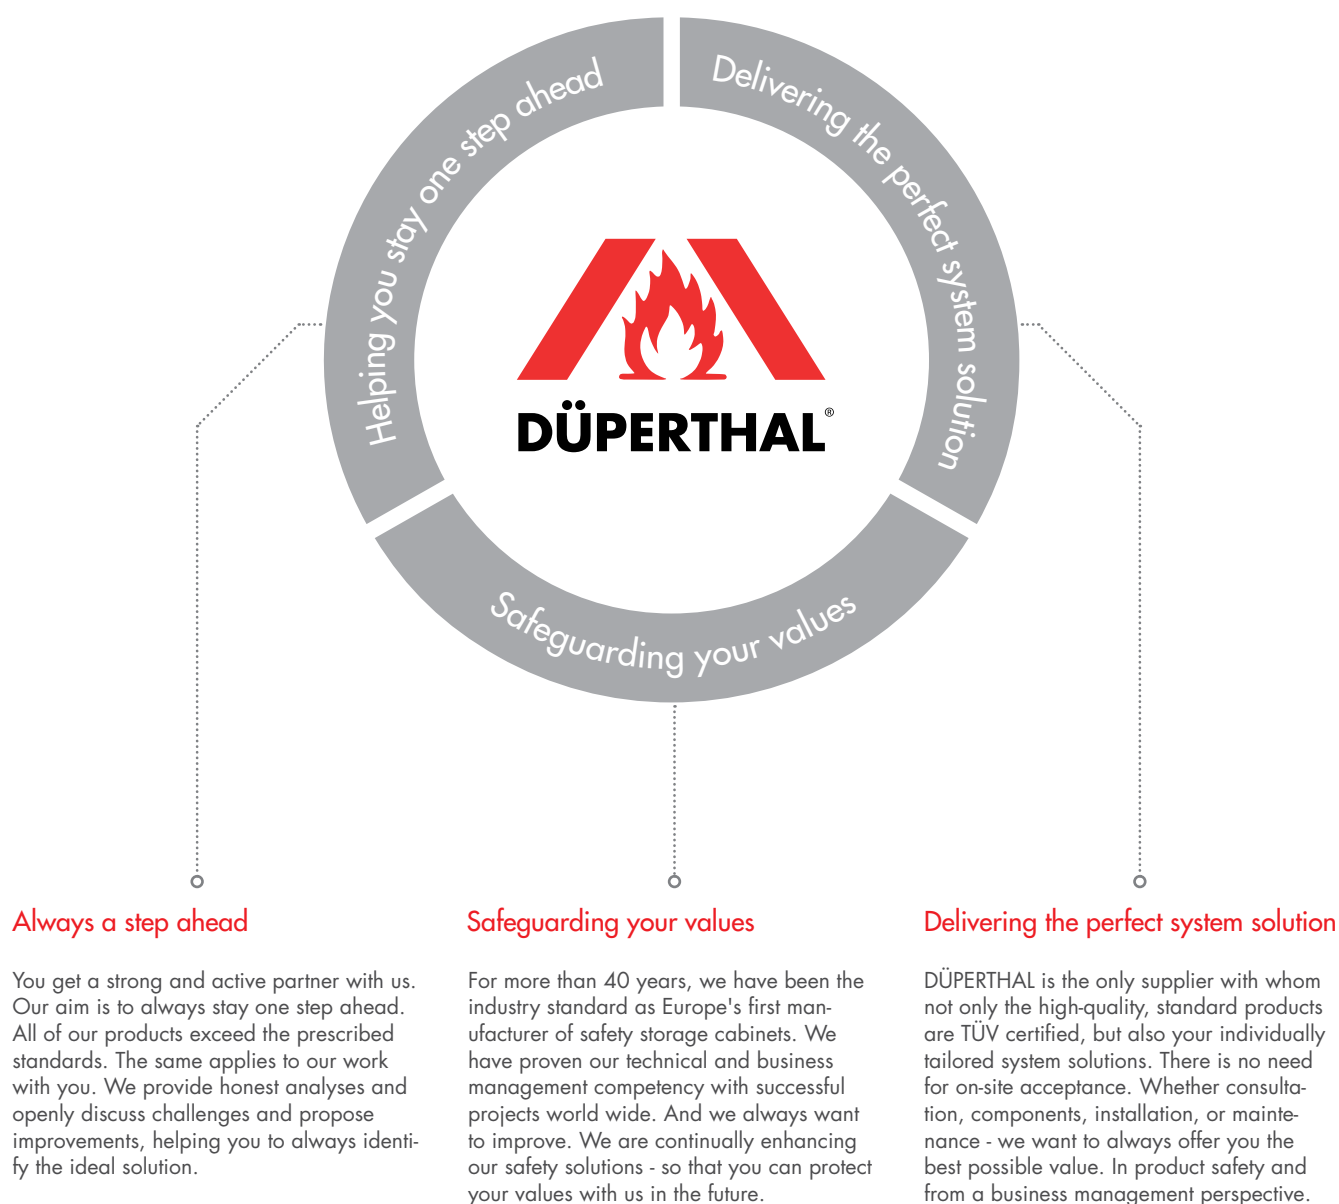 Helping you stay one step ahead
Delivering the perfect system solution
Safeguarding your values
DÜPERTHAL®
Always a step ahead
You get a strong and active partner with us.
Our aim is to always stay one step ahead.
All of our products exceed the prescribed
standards. The same applies to our work
with you. We provide honest analyses and
openly discuss challenges and propose
improvements, helping you to always identi-
fy the ideal solution.
Safeguarding your values
For more than 40 years, we have been the
industry standard as Europe's first man-
ufacturer of safety storage cabinets. We
have proven our technical and business
management competency with successful
projects world wide. And we always want
to improve. We are continually enhancing
our safety solutions - so that you can protect
your values with us in the future.
Delivering the perfect system solution
DÜPERTHAL is the only supplier with whom
not only the high-quality, standard products
are TÜV certified, but also your individually
tailored system solutions. There is no need
for on-site acceptance. Whether consulta-
tion, components, installation, or mainte-
nance - we want to always offer you the
best possible value. In product safety and
from a business management perspective.